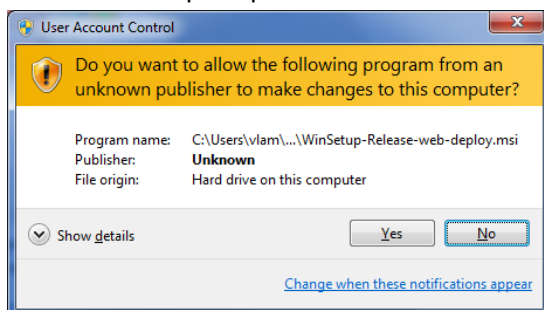 User Account Control
Do you want to allow the following program from an
unknown publisher to make changes to this computer?
Program name: C:\Users\vlam\...\WinSetup-Release-web-deploy.msi
Publisher: Unknown
File origin: Hard drive on this computer
Show details
Yes
No
Change when these notifications appear